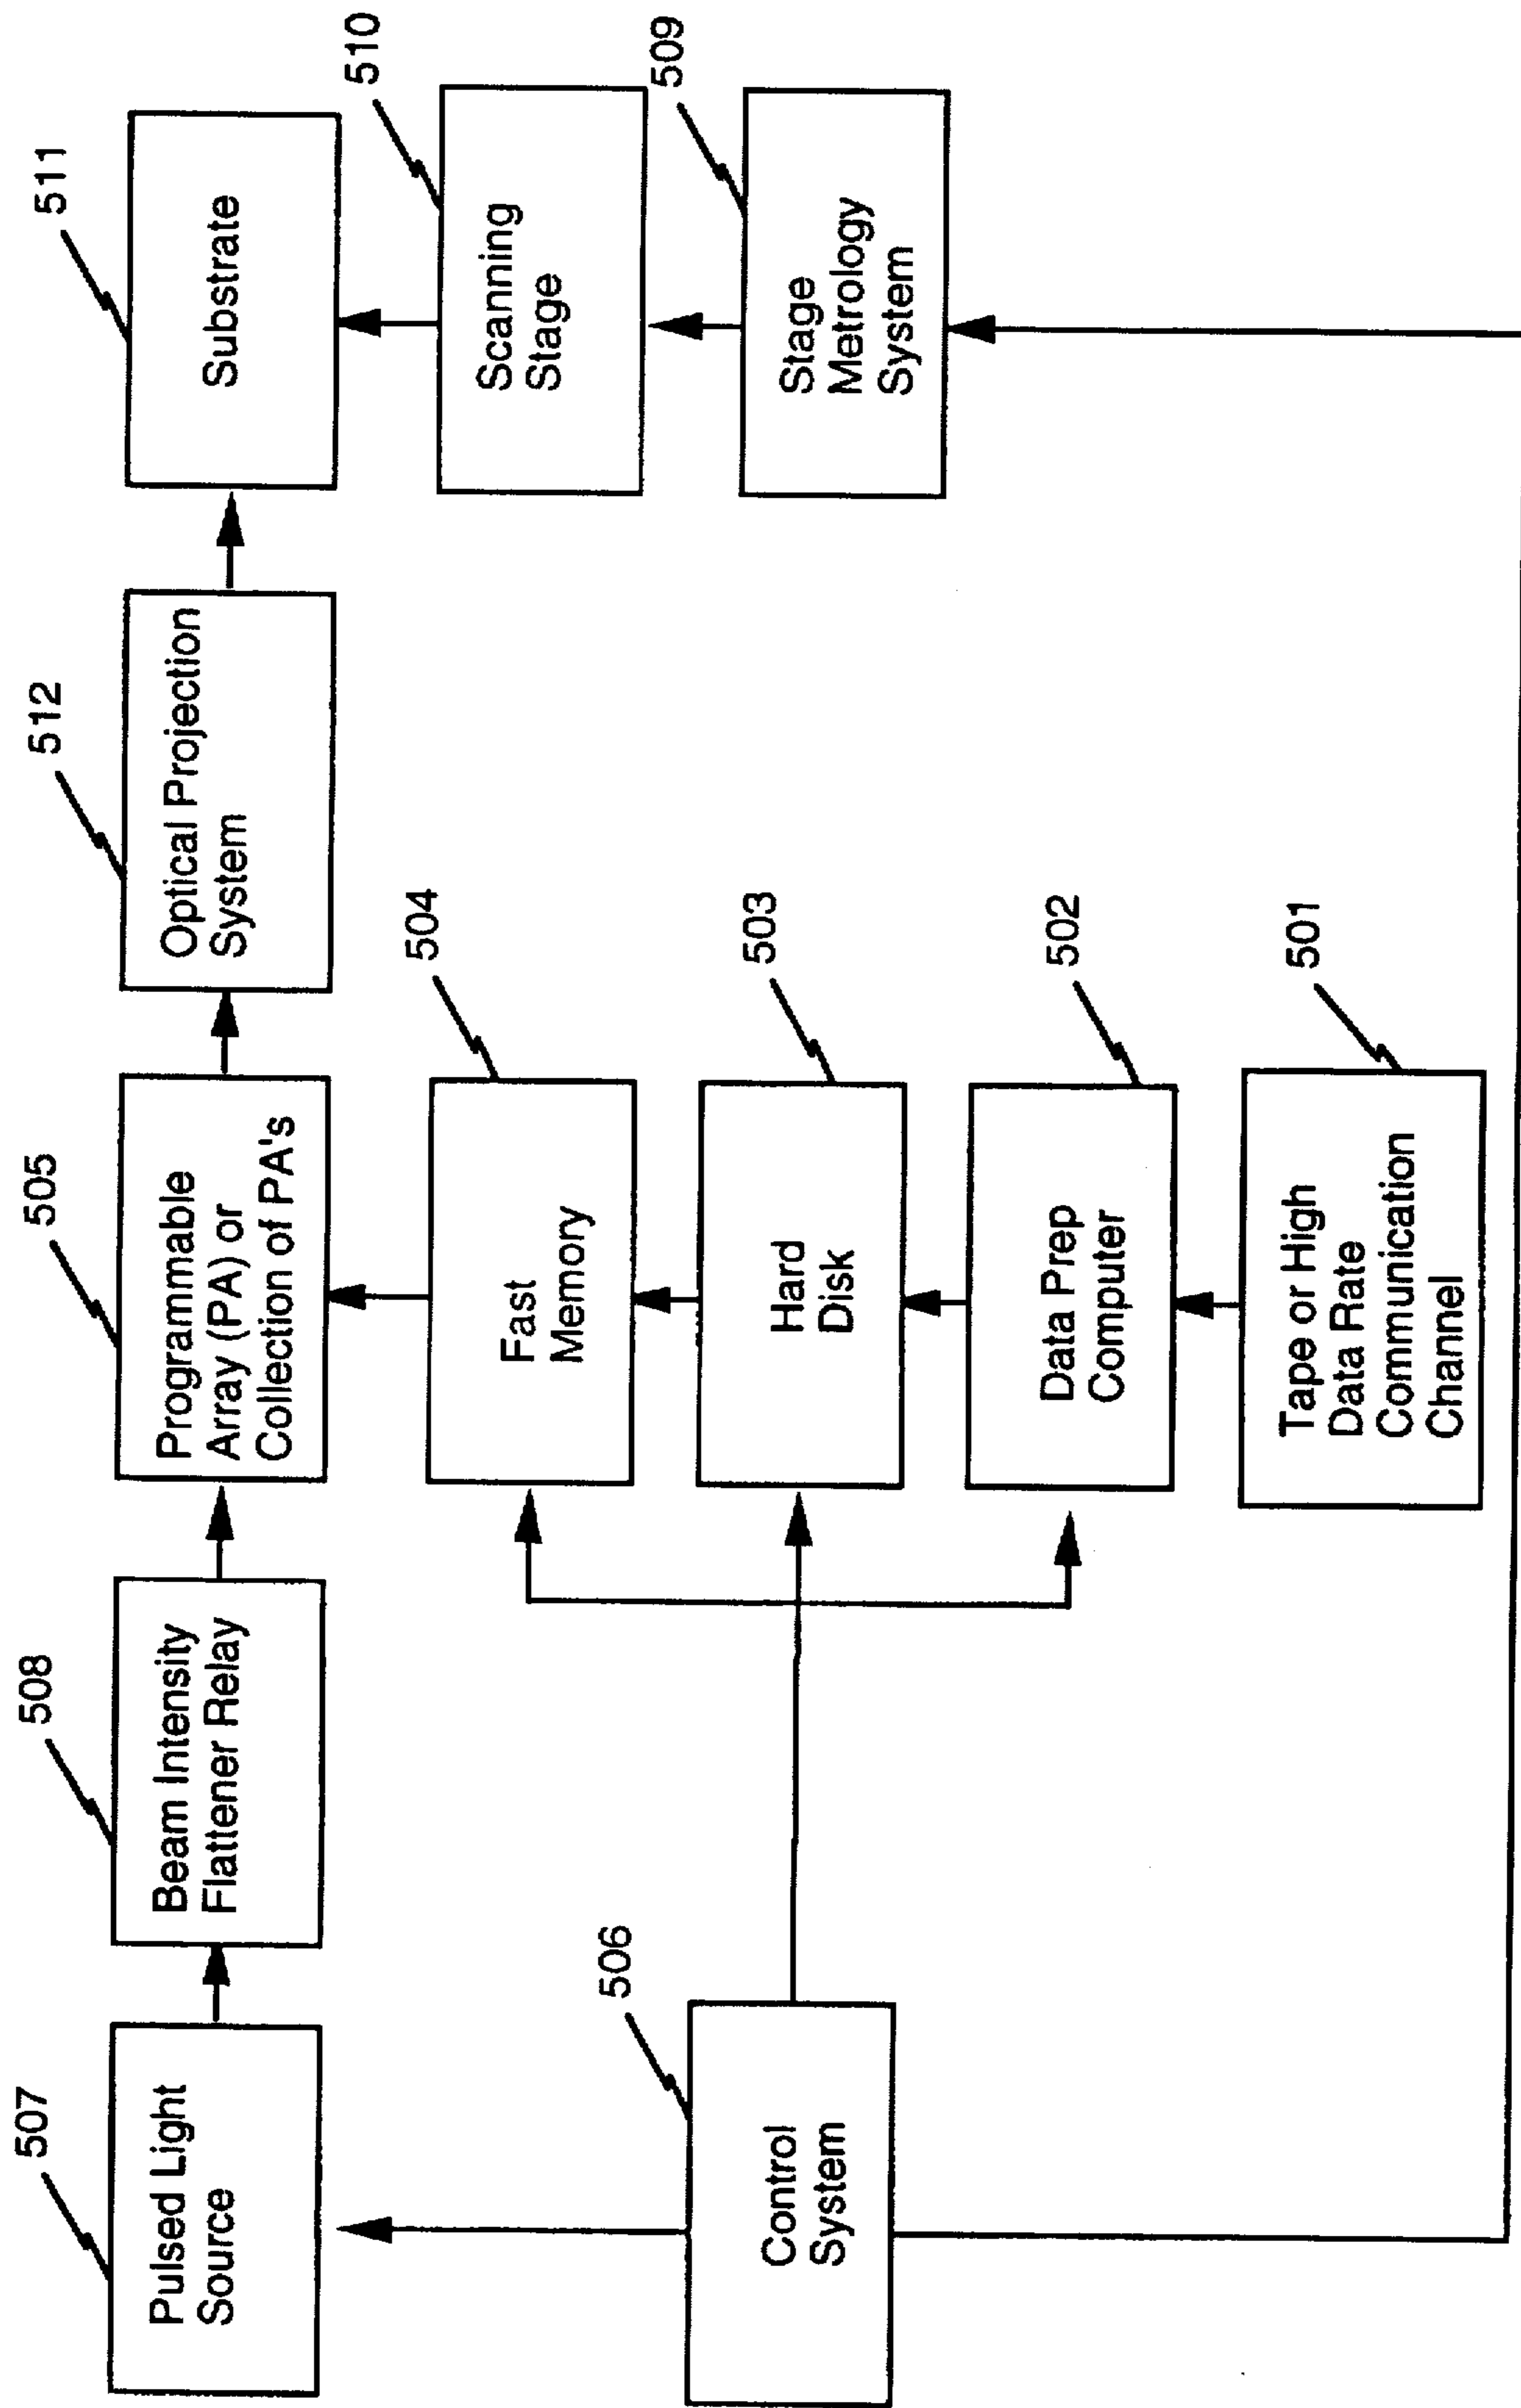 507
Pulsed Light
Source
508
Beam Intensity
Flattener Relay
505
Programmable
Array (PA) or
Collection of PA's
512
Optical Projection
System
511
Substrate
504
Fast
Memory
510
Scanning
Stage
506
Control
System
503
Hard
Disk
509
Stage
Metrology
System
502
Data Prep
Computer
501
Tape or High
Data Rate
Communication
Channel